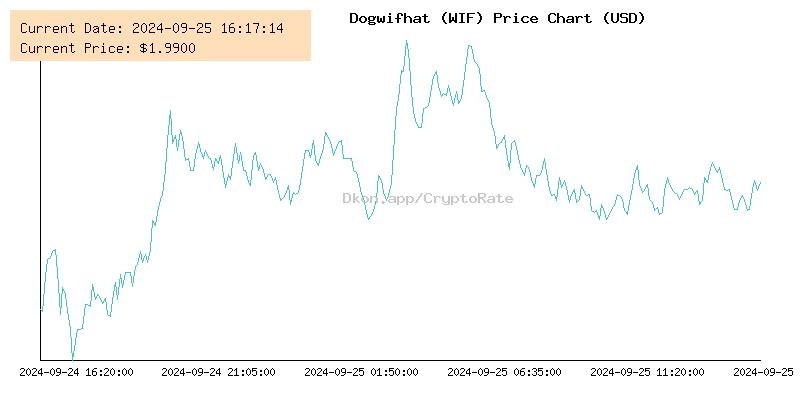 Dogwifhat (WIF) Price Chart (USD)
Current Date: 2024-09-25 16:17:14
Current Price: $1.9900
Dkon.app/CryptoRate
2024-09-24 16:20:00 2024-09-24 21:05:00 2024-09-25 01:50:00 2024-09-25 06:35:00 2024-09-25 11:20:00 2024-09-25